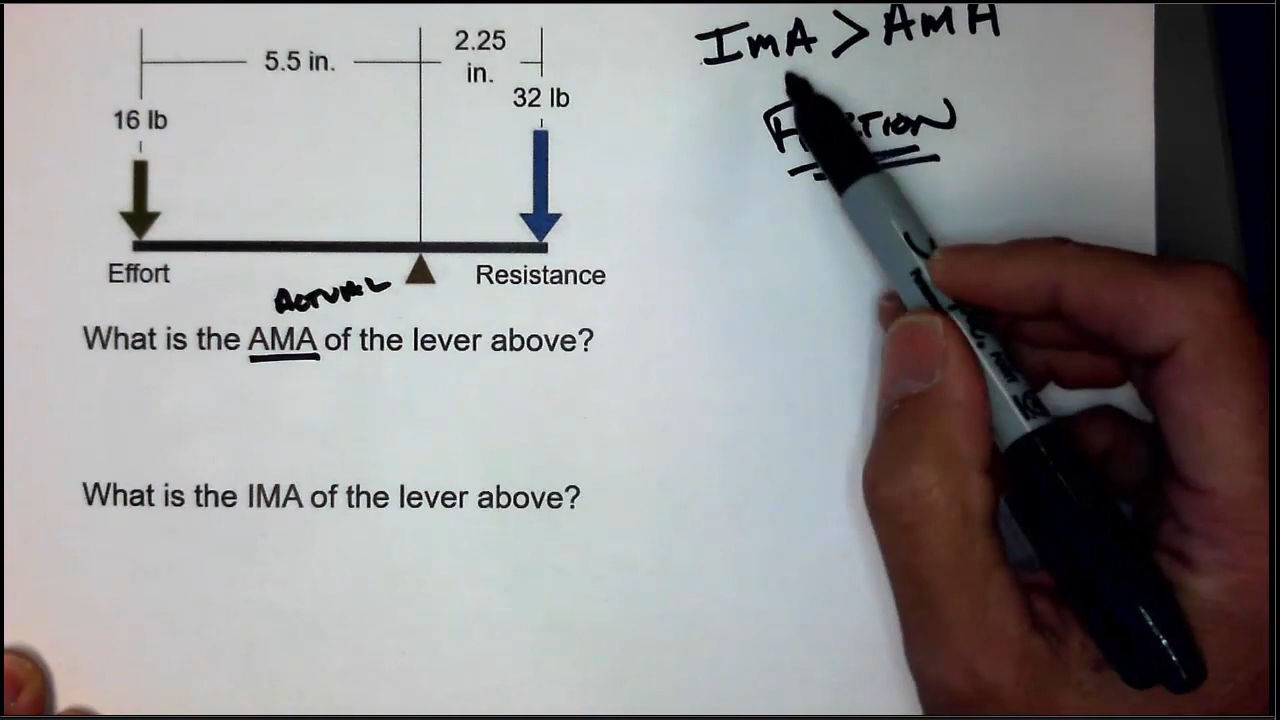 5.5 in.
2.25
in.
16 lb
32 lb
Effort
Resistance
ACTUAL
What is the AMA of the lever above?
What is the IMA of the lever above?
ImA > AMA